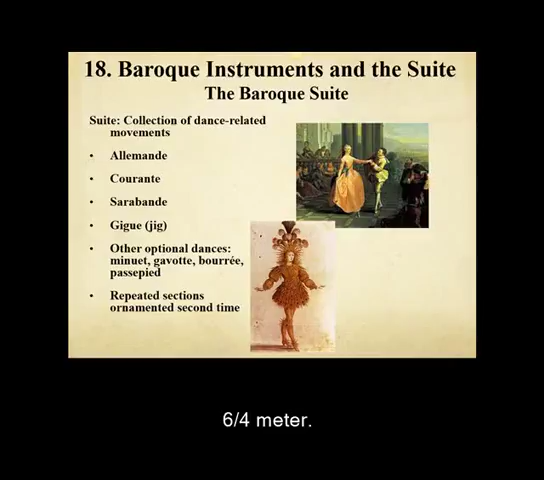 18. Baroque Instruments and the Suite
The Baroque Suite
Suite: Collection of dance-related
movements
• Allemande
• Courante
• Sarabande
• Gigue (jig)
• Other optional dances:
minuet, gavotte, bourrée,
passepied
• Repeated sections
ornamented second time
6/4 meter.